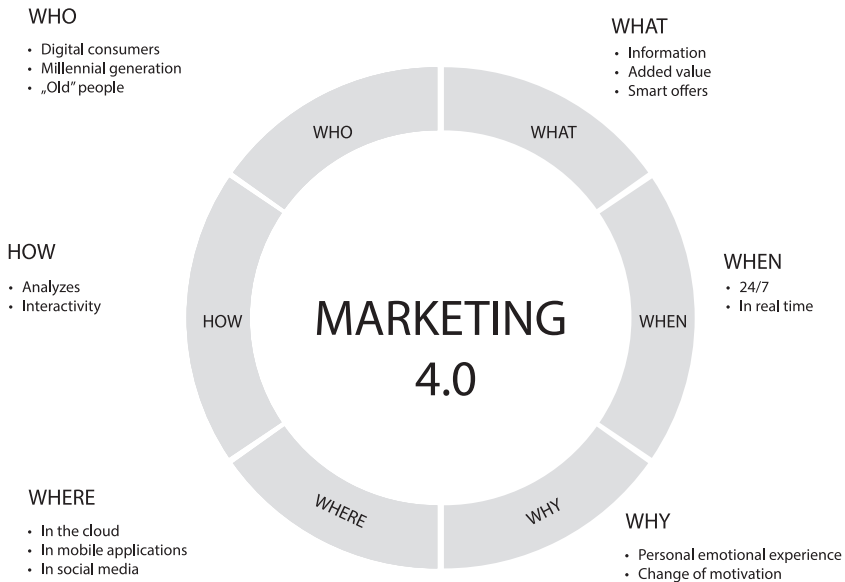 WHO
• Digital consumers
• Millennial generation
• „Old” people
WHAT
• Information
• Added value
• Smart offers
WHO
WHAT
HOW
• Analyzes
• Interactivity
WHEN
• 24/7
• In real time
HOW
MARKETING
4.0
WHEN
WHERE
• In the cloud
• In mobile applications
• In social media
WHERE
WHY
WHY
• Personal emotional experience
• Change of motivation